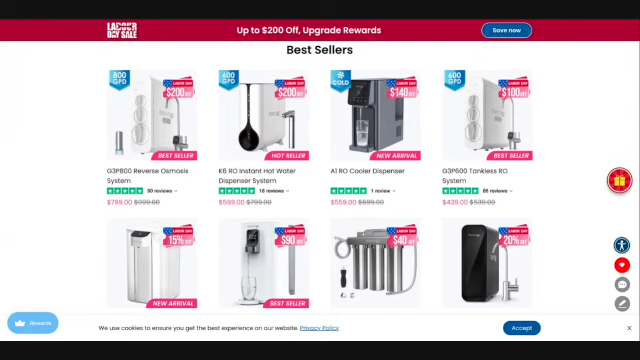 LABOR
DAY SALE
Up to $200 Off, Upgrade Rewards
Save now
Best Sellers
800
GPD
LABOR DAY
$200 OFF
BEST SELLER
G3P800 Reverse Osmosis
System
80 reviews
$799.00 $999.00
600
GPD
LABOR DAY
$200 OFF
HOT SELLER
K6 RO Instant Hot Water
Dispenser System
16 reviews
$599.00 $799.00
COLD
LABOR DAY
$140 OFF
NEW ARRIVAL
A1 RO Cooler Dispenser
1 review
$559.00 $699.00
600
GPD
LABOR DAY
$100 OFF
BEST SELLER
G3P600 Tankless RO
System
86 reviews
$439.00 $539.00
LABOR DAY
15% OFF
NEW ARRIVAL
LABOR DAY
$90 OFF
BEST SELLER
LABOR DAY
$40 OFF
LABOR DAY
20% OFF
Rewards
We use cookies to ensure you get the best experience on our website. Privacy Policy
Accept
X